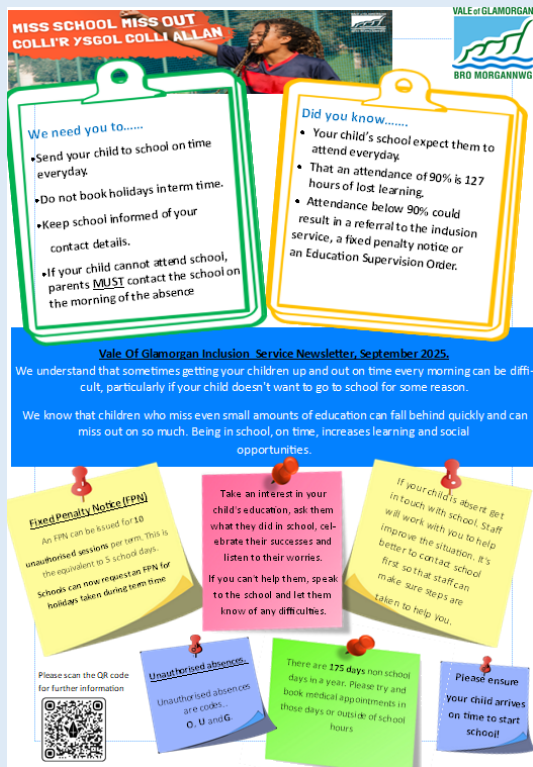 MISS SCHOOL MISS OUT
COLLI'R YSGOL COLLI ALLAN
VALE of GLAMORGAN
BRO MORGANNWG
We need you to......
•Send your child to school on time
everyday.
•Do not book holidays in term time.
•Keep school informed of your
contact details.
•If your child cannot attend school,
parents MUST contact the school on
the morning of the absence
Did you know.......
• Your child's school expect them to
attend everyday.
• That an attendance of 90% is 127
hours of lost learning.
• Attendance below 90% could
result in a referral to the inclusion
service, a fixed penalty notice or
an Education Supervision Order.
Vale Of Glamorgan Inclusion Service Newsletter, September 2025.
We understand that sometimes getting your children up and out on time every morning can be diffi-
cult, particularly if your child doesn't want to go to school for some reason.
We know that children who miss even small amounts of education can fall behind quickly and can
miss out on so much. Being in school, on time, increases learning and social
opportunities.
Fixed Penalty Notice (FPN)
An FPN can be issued for 10
unauthorised sessions per term. This is
the equivalent to 5 school days.
Schools can now request an FPN for
holidays taken during term time
Take an interest in your
child's education, ask them
what they did in school, cel-
ebrate their successes and
listen to their worries.
If you can't help them, speak
to the school and let them
know of any difficulties.
If your child is absent Get
in touch with school. Staff
will work with you to help
improve the situation. It's
better to contact school
first so that staff can
make sure steps are
taken to help you.
Please scan the QR code
for further information
Unauthorised absences.
Unauthorised absences
are codes...
O, U and G.
There are 175 days non school
days in a year. Please try and
book medical appointments in
those days or outside of school
hours
Please ensure
your child arrives
on time to start
school!